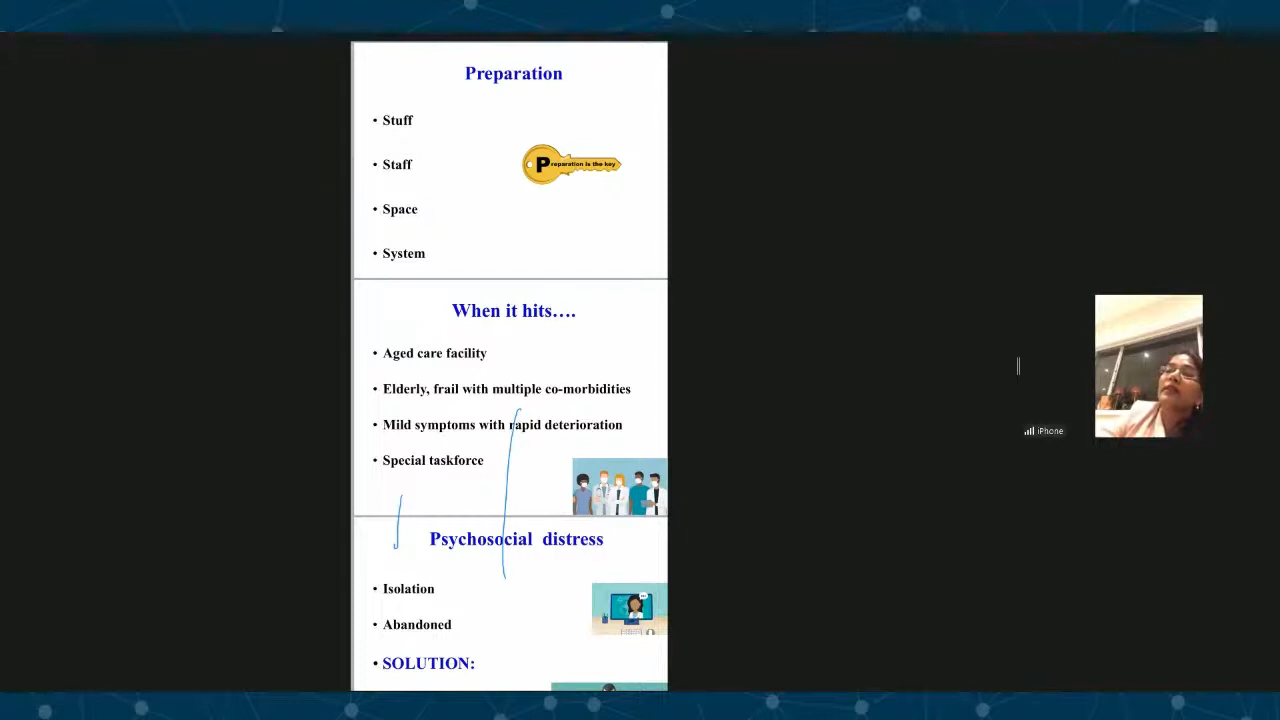 Preparation
• Stuff
• Staff
Preparation is the key
• Space
• System
When it hits….
• Aged care facility
• Elderly, frail with multiple co-morbidities
• Mild symptoms with rapid deterioration
• Special taskforce
Psychosocial distress
• Isolation
• Abandoned
• SOLUTION:
iPhone